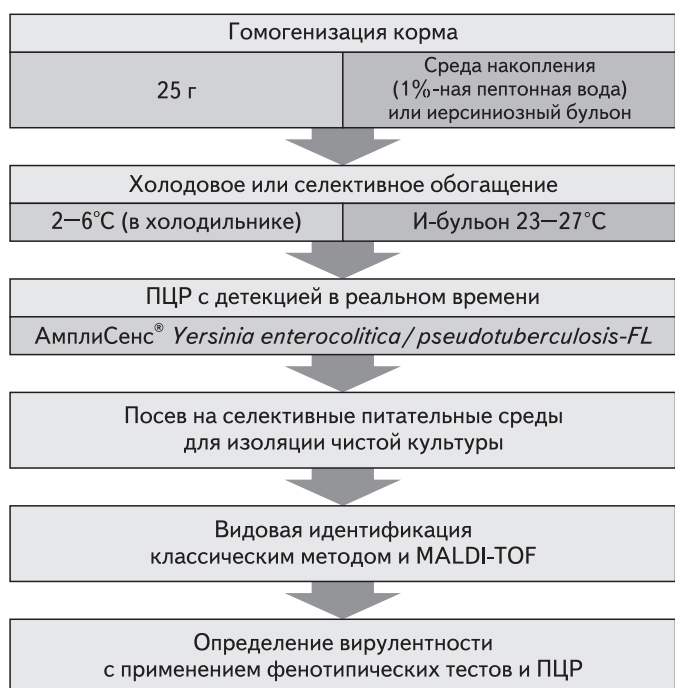 Гомогенизация корма
25 г
Среда накопления
(1%-ная пептонная вода)
или иерсиниозный бульон
Холодовое или селективное обогащение
2—6°C (в холодильнике)
И-бульон 23—27°C
ПЦР с детекцией в реальном времени
АмплиСенс® Yersinia enterocolitica / pseudotuberculosis-FL
Посев на селективные питательные среды
для изоляции чистой культуры
Видовая идентификация
классическим методом и MALDI-TOF
Определение вирулентности
с применением фенотипических тестов и ПЦР